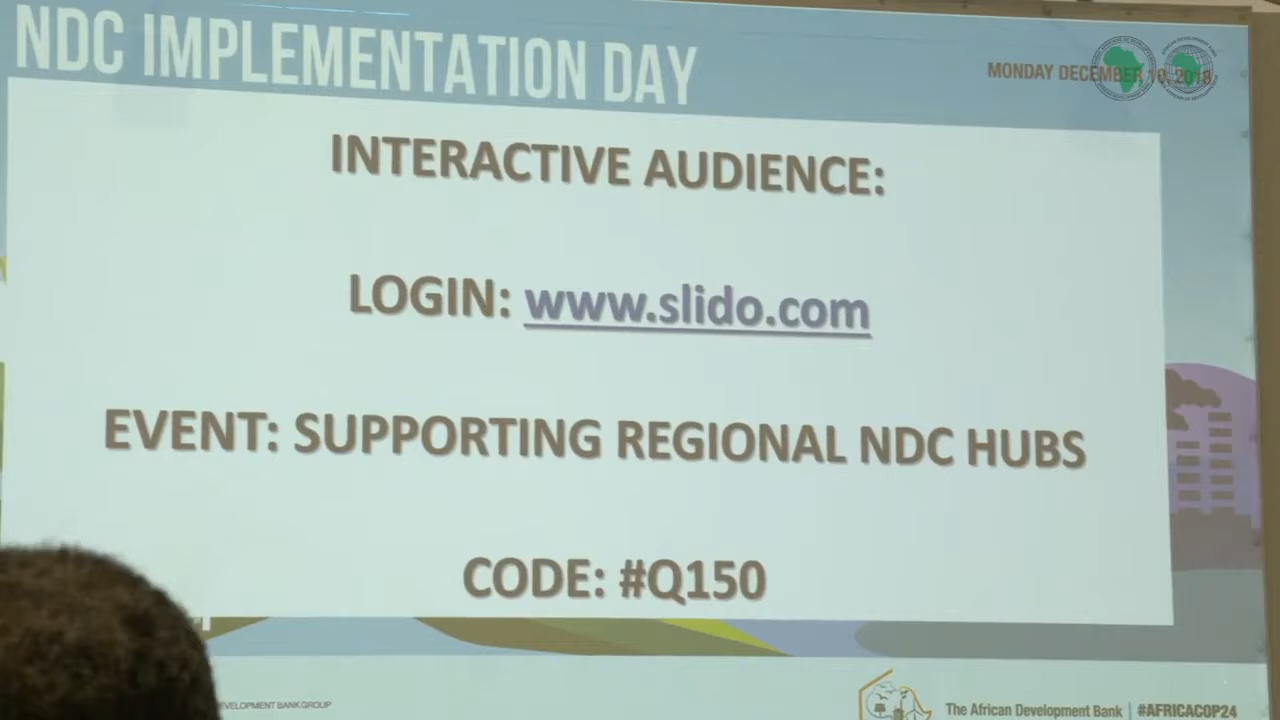 NDC IMPLEMENTATION DAY
MONDAY DECEMBER 10, 2018
INTERACTIVE AUDIENCE:
LOGIN: www.slido.com
EVENT: SUPPORTING REGIONAL NDC HUBS
CODE: #Q150
DEVELOPMENT BANK GROUP
The African Development Bank | #AFRICACOP24